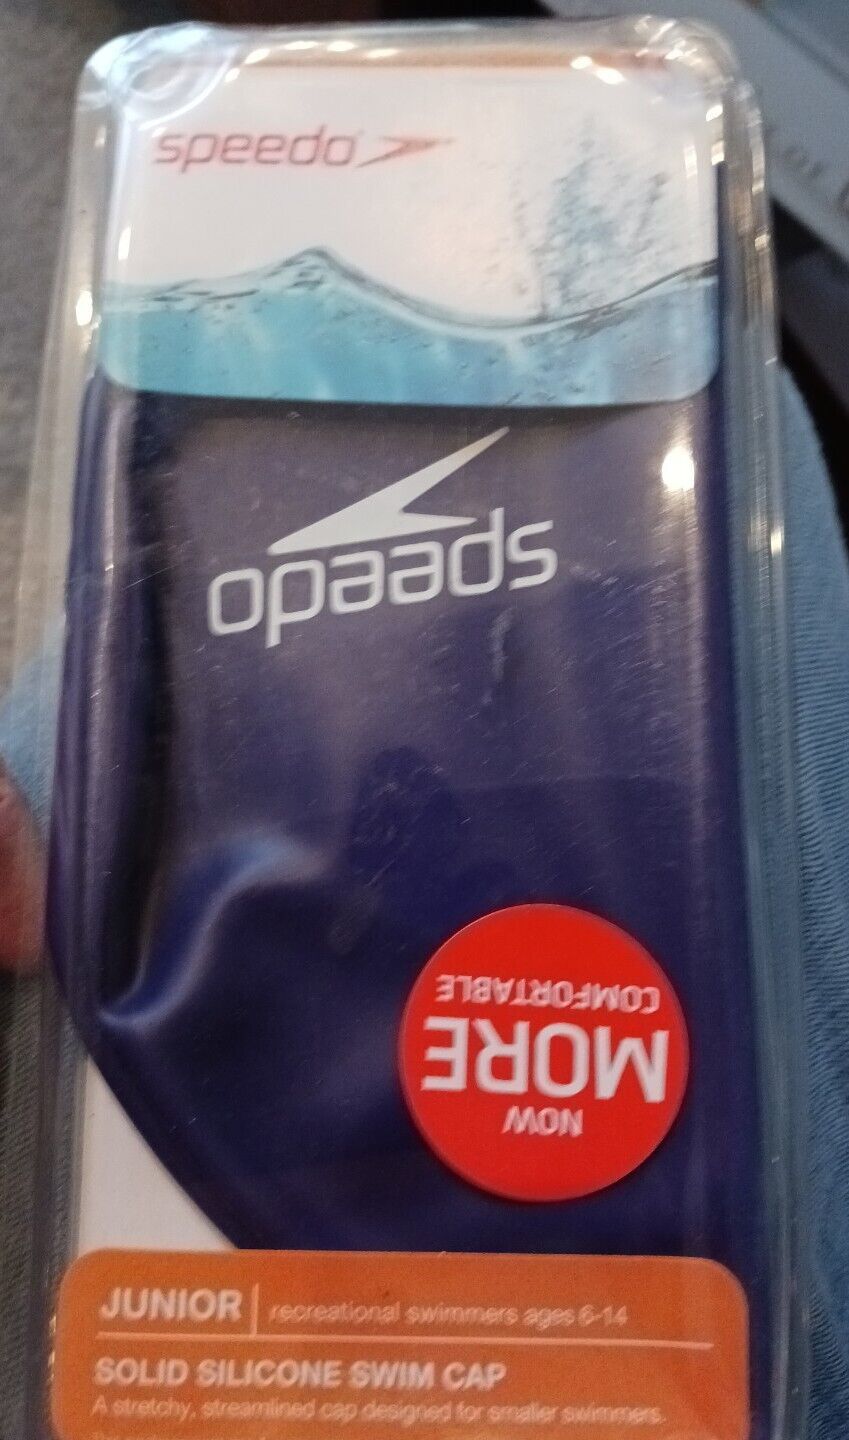 speedo
speedo
NOW
MORE
COMFORTABLE
JUNIOR | recreational swimmers ages 6-14
SOLID SILICONE SWIM CAP
A stretchy, streamlined cap designed for smaller swimmers.